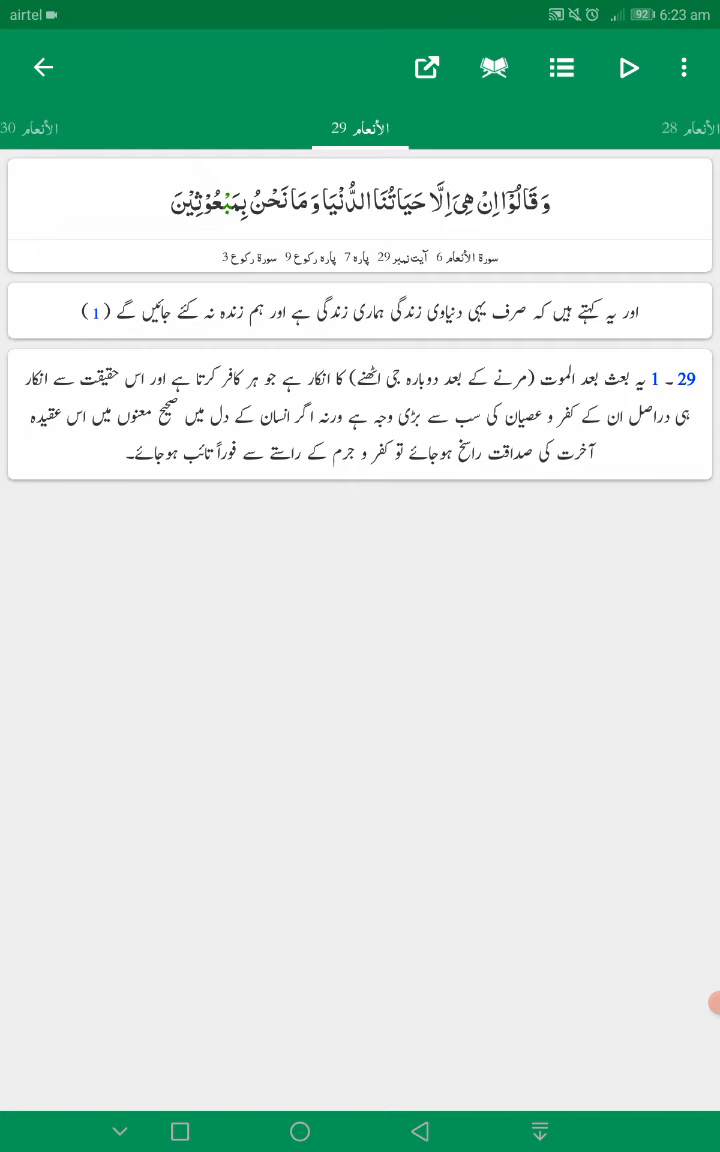 airtel 92 6:23 am
الأنعام 28 الأنعام 29 الأنعام 30
وَ قَالُوْۤا اِنْ هِیَ اِلَّا حَیَاتُنَا الدُّنْیَا وَ مَا نَحْنُ بِمَبْعُوْثِیْنَ
سورۃ الأنعام 6 آیت نمبر 29 پارہ 7 پارہ رکوع 9 سورۃ رکوع 3
اور یہ کہتے ہیں کہ صرف یہی دنیاوی زندگی ہماری زندگی ہے اور ہم زندہ نہ کئے جائیں گے (1)
29 ۔ 1 یہ بعث بعد الموت (مرنے کے بعد دوبارہ جی اٹھنے) کا انکار ہے جو ہر کافر کرتا ہے اور اس حقیقت سے انکار
ہی دراصل ان کے کفر و عصیان کی سب سے بڑی وجہ ہے ورنہ اگر انسان کے دل میں صحیح معنوں میں اس عقیدہ
آخرت کی صداقت راسخ ہوجائے تو کفر و جرم کے راستے سے فوراً تائب ہوجائے۔